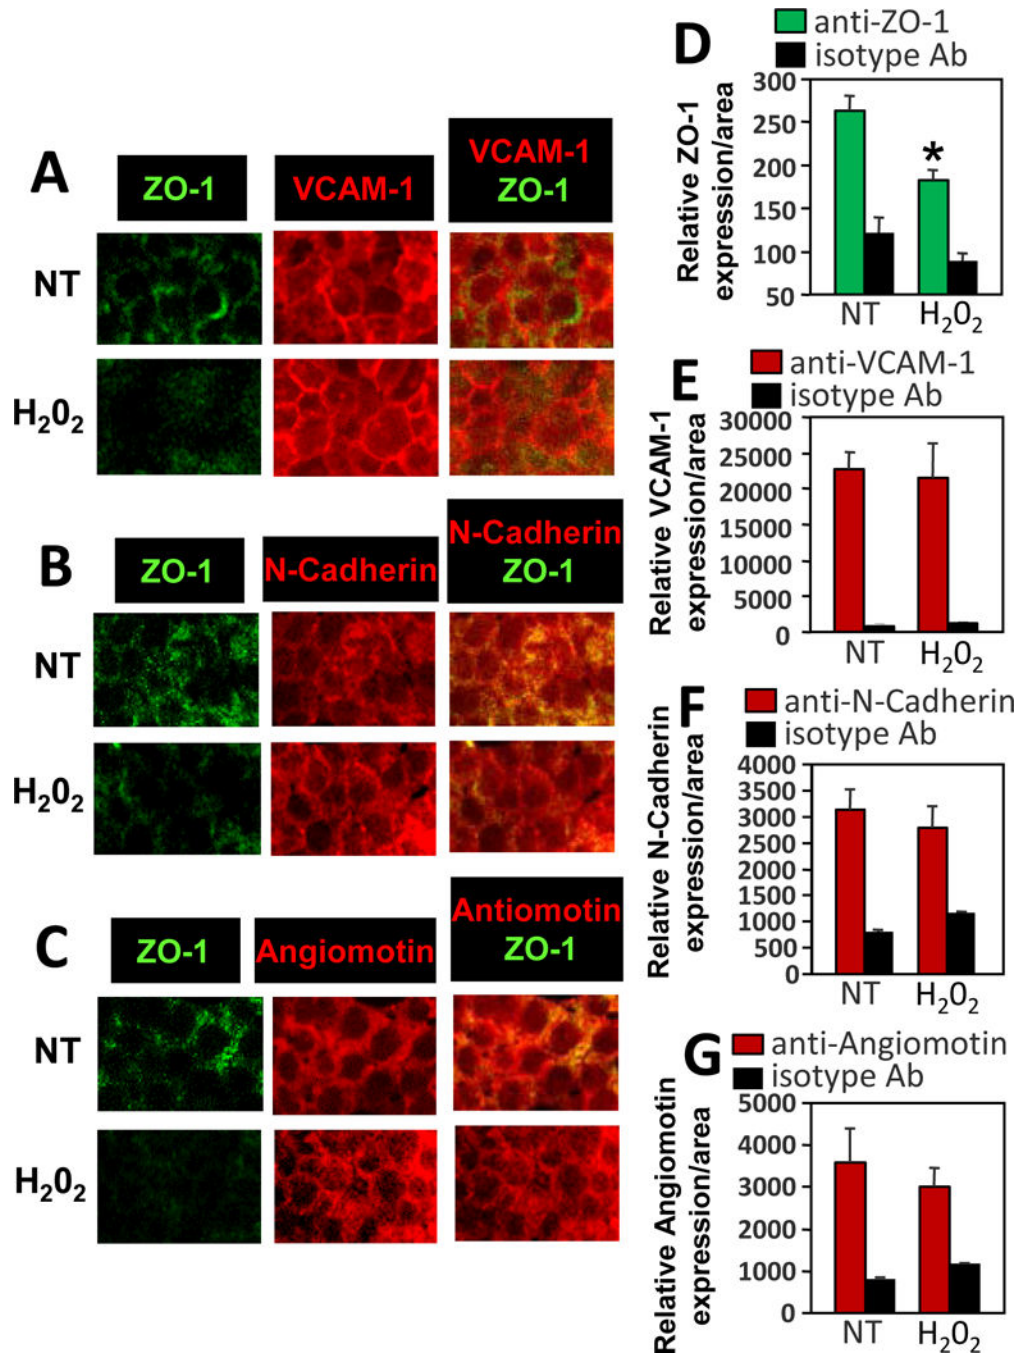 A
ZO-1
VCAM-1
VCAM-1
ZO-1
NT
H₂0₂
B
ZO-1
N-Cadherin
N-Cadherin
ZO-1
NT
H₂0₂
C
ZO-1
Angiomotin
Antiomotin
ZO-1
NT
H₂0₂
D
anti-ZO-1
isotype Ab
Relative ZO-1
expression/area
300
250
200
150
100
50
*
NT
H₂0₂
E
anti-VCAM-1
isotype Ab
Relative VCAM-1
expression/area
30000
25000
20000
15000
10000
5000
0
NT
H₂0₂
F
anti-N-Cadherin
isotype Ab
Relative N-Cadherin
expression/area
4000
3500
3000
2500
2000
1500
1000
500
0
NT
H₂0₂
G
anti-Angiomotin
isotype Ab
Relative Angiomotin
expression/area
5000
4000
3000
2000
1000
0
NT
H₂0₂